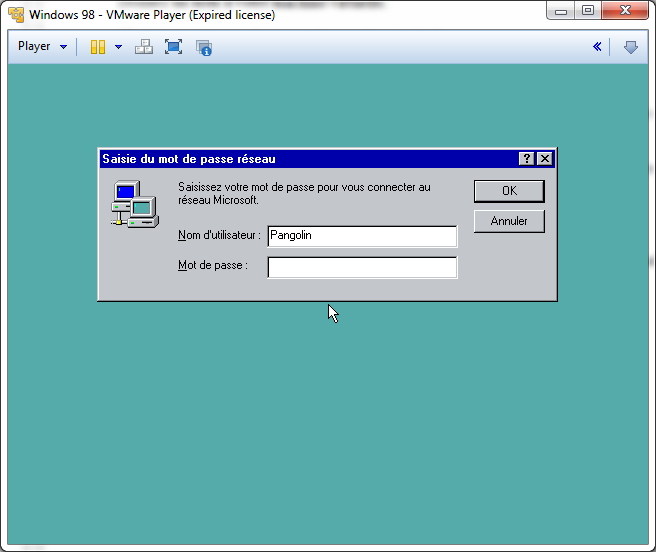 Windows 98 - VMware Player (Expired license)
Player
Saisie du mot de passe réseau
Saisissez votre mot de passe pour vous connecter au
réseau Microsoft.
OK
Annuler
Nom d'utilisateur :
Pangolin
Mot de passe :